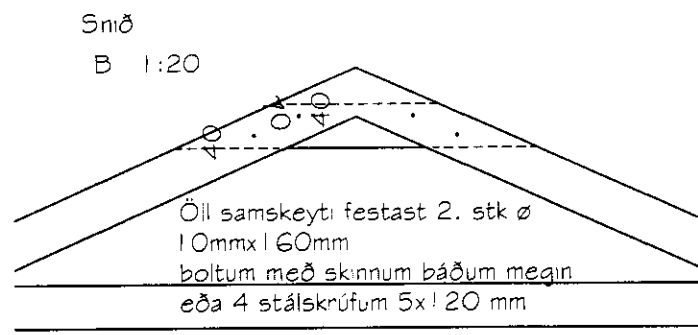 Snið
B 1:20
40
40
Öll samskeyti festast 2. stk ø
10mmx160mm
boltum með skinnum báðum megin
eða 4 stálskrúfum 5x120 mm